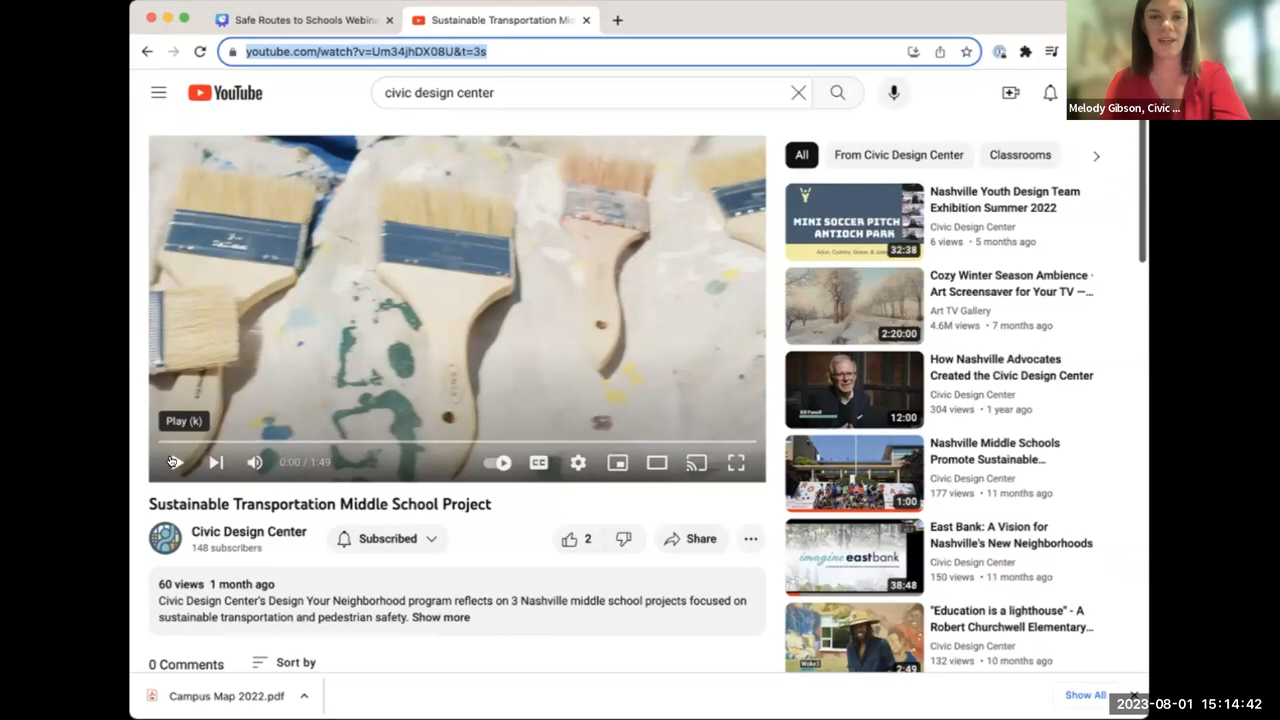 Safe Routes to Schools Webina
Sustainable Transportation Mid
youtube.com/watch?v=Um34jhDX08U&t=3s
Melody Gibson, Civic ...
YouTube
civic design center
Play (k)
0:00 / 1:49
CC
Sustainable Transportation Middle School Project
Civic Design Center
148 subscribers
Subscribed
2
Share
60 views 1 month ago
Civic Design Center's Design Your Neighborhood program reflects on 3 Nashville middle school projects focused on
sustainable transportation and pedestrian safety. Show more
0 Comments
Sort by
All
From Civic Design Center
Classrooms
MINI SOCCER PITCH
ANTIOCH PARK
32:38
Nashville Youth Design Team
Exhibition Summer 2022
Civic Design Center
6 views • 5 months ago
2:20:00
Cozy Winter Season Ambience ·
Art Screensaver for Your TV —...
Art TV Gallery
4.6M views • 7 months ago
Bill Purcell
12:00
How Nashville Advocates
Created the Civic Design Center
Civic Design Center
304 views • 1 year ago
1:00
Nashville Middle Schools
Promote Sustainable...
Civic Design Center
177 views • 11 months ago
imagine eastbank
38:48
East Bank: A Vision for
Nashville's New Neighborhoods
Civic Design Center
150 views • 11 months ago
2:49
"Education is a lighthouse" - A
Robert Churchwell Elementary...
Civic Design Center
132 views • 10 months ago
Campus Map 2022.pdf
Show All
2023-08-01 15:14:42